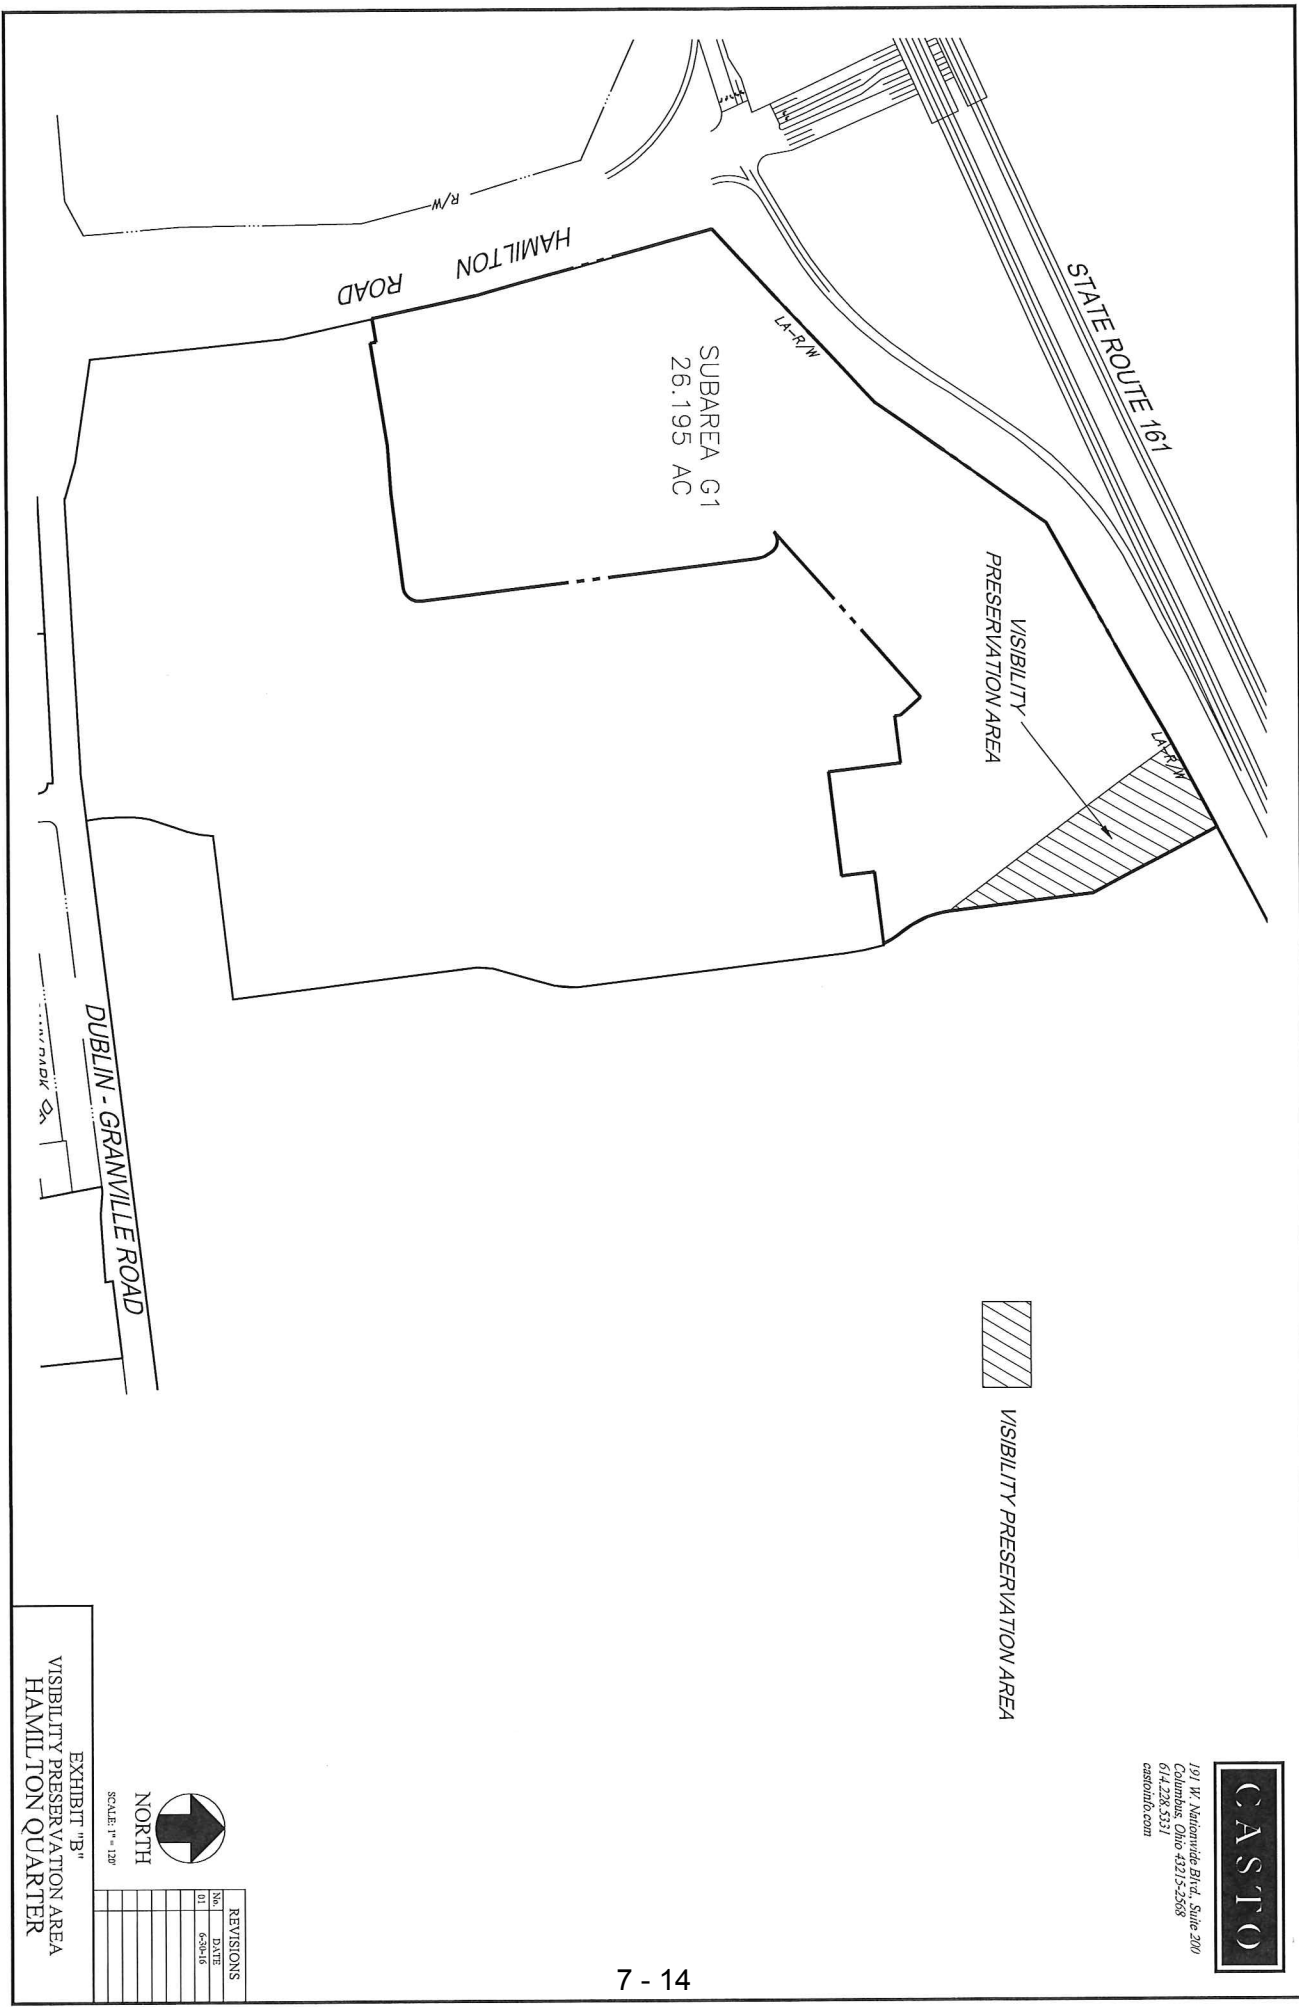 STATE ROUTE 161
R/W
HAMILTON
ROAD
LA-R/W
SUBAREA G1
26.195 AC
VISIBILITY
PRESERVATION AREA
LA-R/W
DUBLIN - GRANVILLE ROAD
PARK
VISIBILITY PRESERVATION AREA
CASTO
191 W. Nationwide Blvd., Suite 200
Columbus, Ohio 43215-2568
614.228.5331
castoinfo.com
NORTH
SCALE: 1" = 120'
REVISIONS
No. DATE
01 6-30-16
EXHIBIT "B"
VISIBILITY PRESERVATION AREA
HAMILTON QUARTER
7 - 14